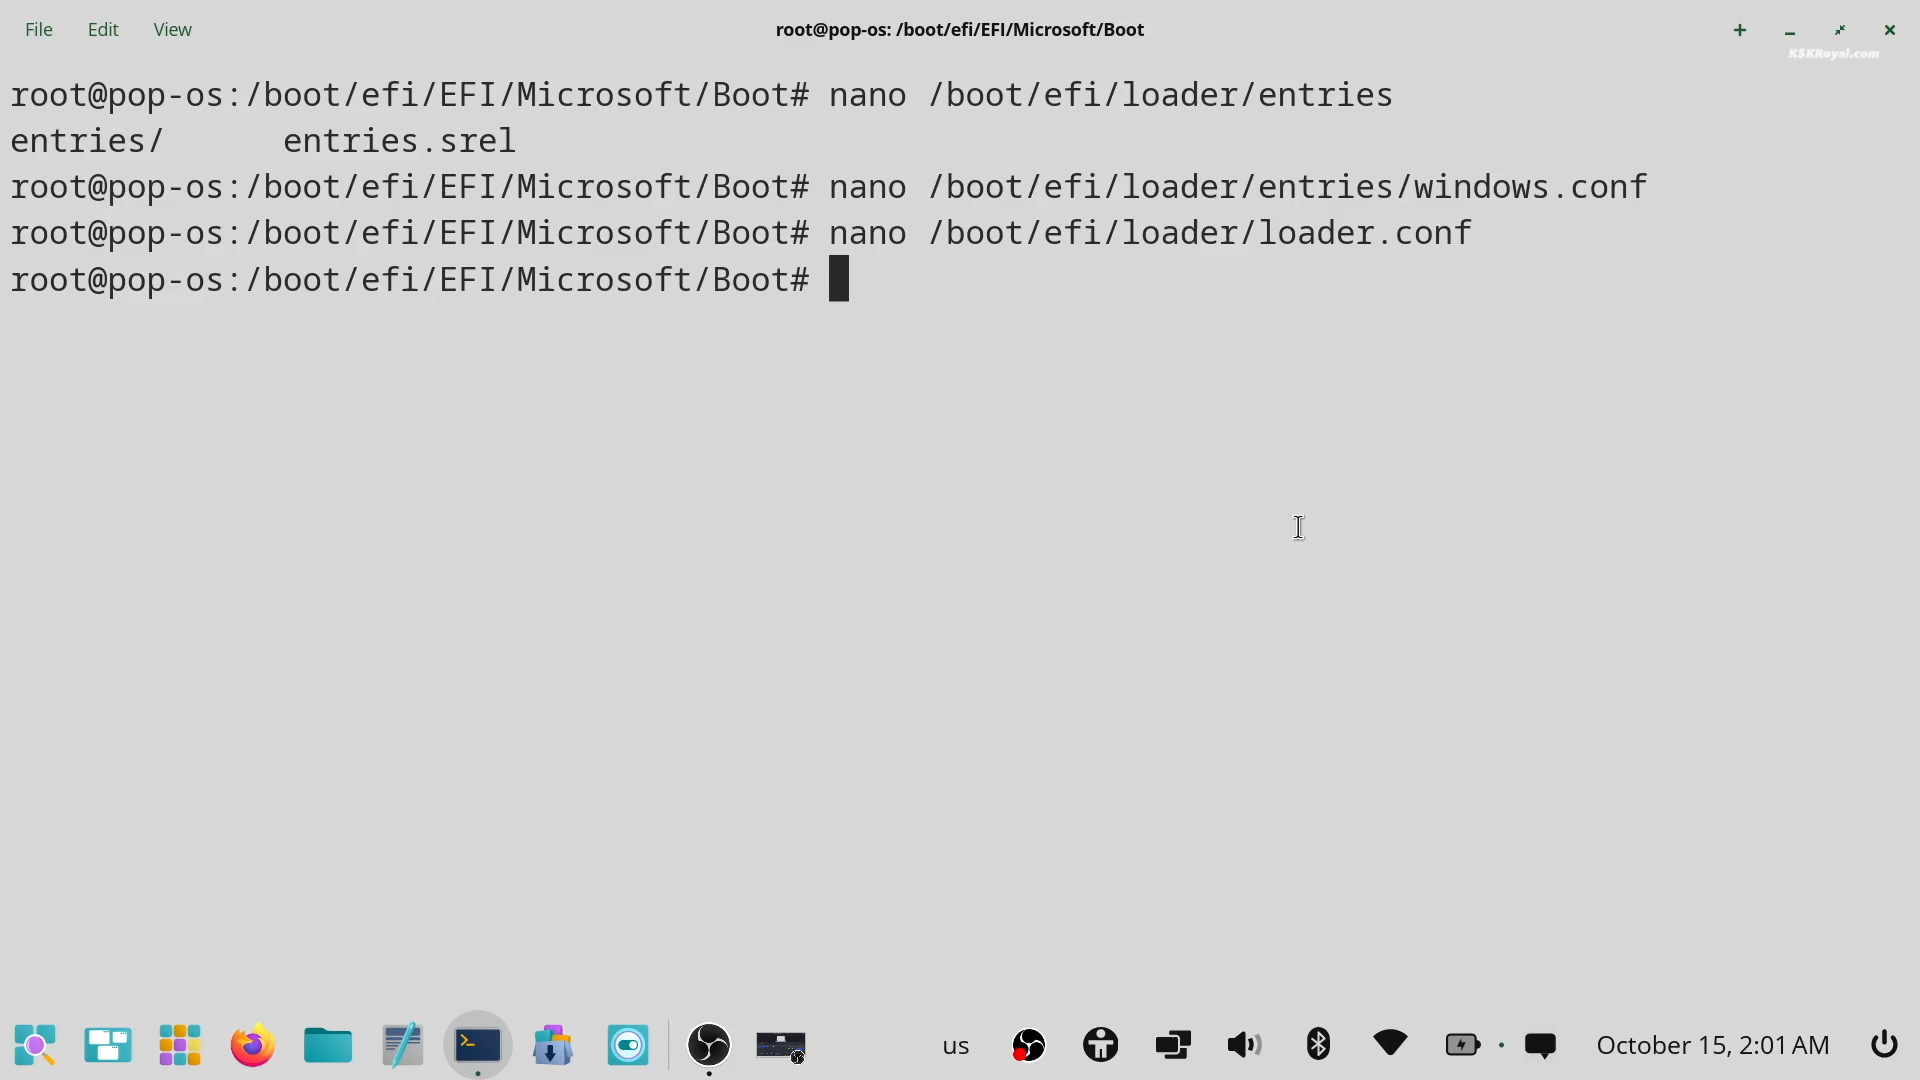 File Edit View root@pop-os: /boot/efi/EFI/Microsoft/Boot
KSKRoyal.com
root@pop-os:/boot/efi/EFI/Microsoft/Boot# nano /boot/efi/loader/entries
entries/ entries.srel
root@pop-os:/boot/efi/EFI/Microsoft/Boot# nano /boot/efi/loader/entries/windows.conf
root@pop-os:/boot/efi/EFI/Microsoft/Boot# nano /boot/efi/loader/loader.conf
root@pop-os:/boot/efi/EFI/Microsoft/Boot#
us October 15, 2:01 AM